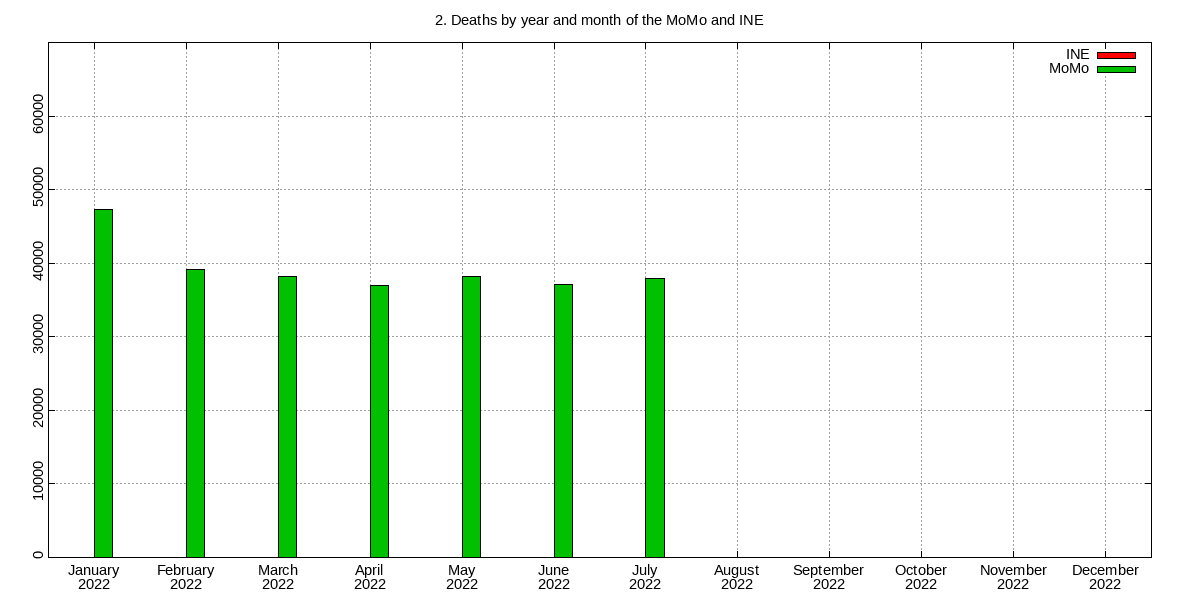 2. Deaths by year and month of the MoMo and INE
INE
MoMo
60000
50000
40000
30000
20000
10000
0
January February March April May June July August September October November December
2022 2022 2022 2022 2022 2022 2022 2022 2022 2022 2022 2022